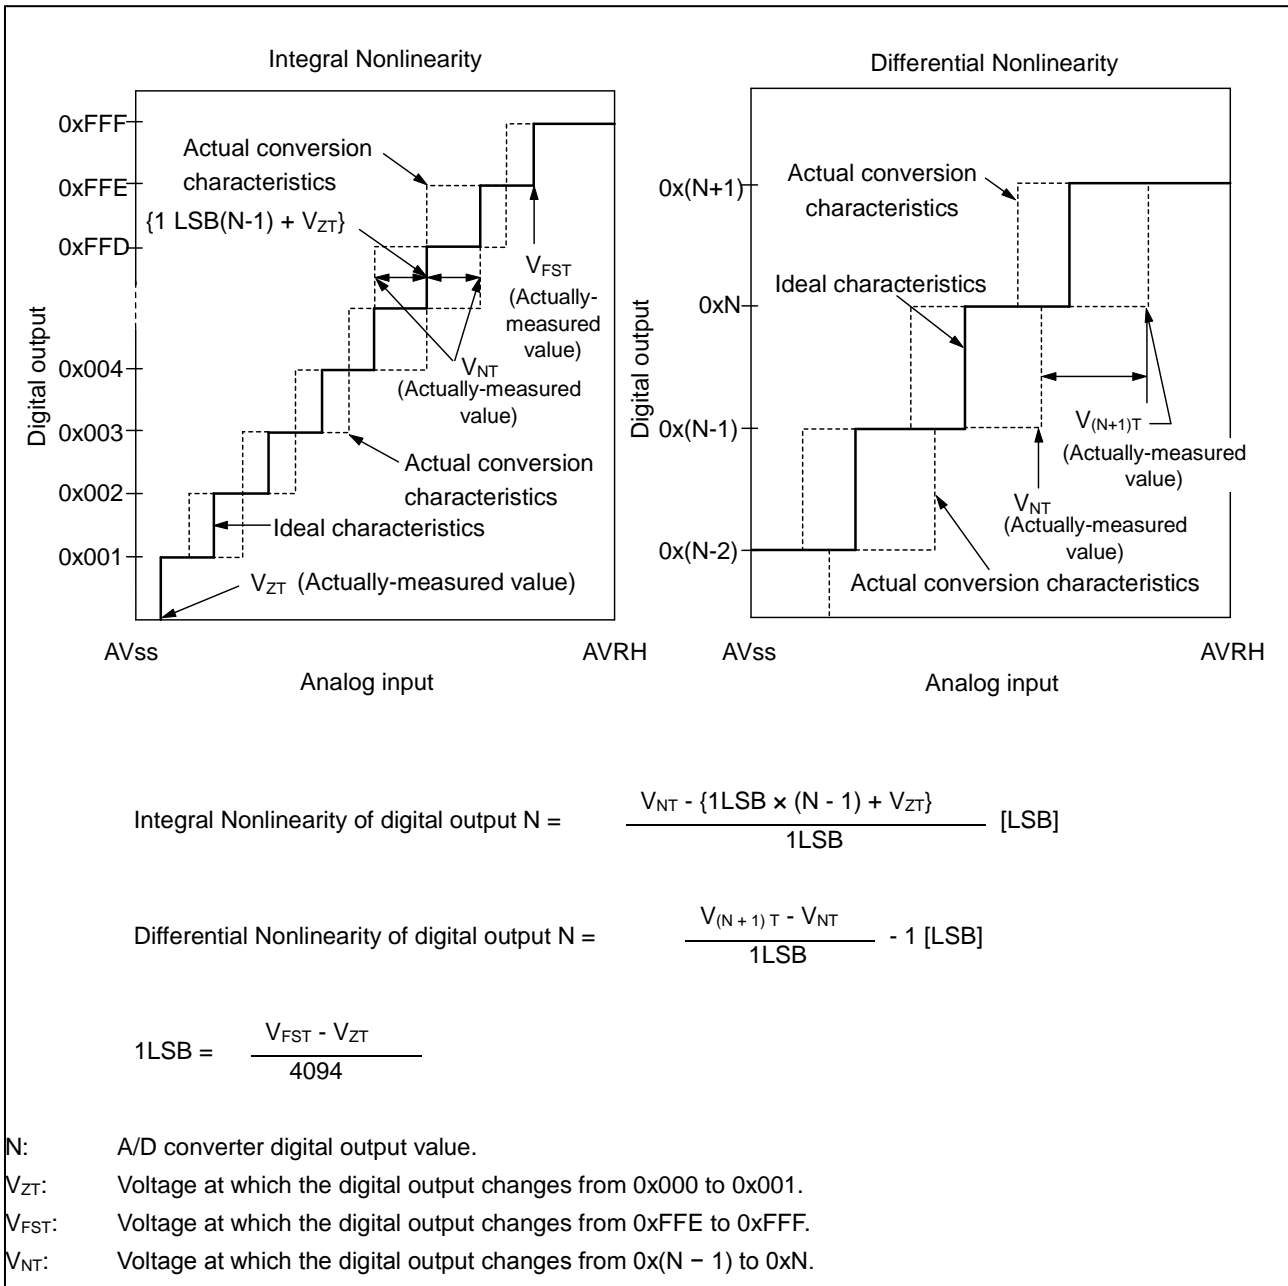 Integral Nonlinearity
0xFFF
0xFFE
0xFFD
0x004
0x003
0x002
0x001
Digital output
Actual conversion
characteristics
{1 LSB(N-1) + VZT}
VFST
(Actually-
measured
value)
VNT
(Actually-measured
value)
Actual conversion
characteristics
Ideal characteristics
VZT (Actually-measured value)
AVss
AVRH
Analog input
Differential Nonlinearity
0x(N+1)
0xN
0x(N-1)
0x(N-2)
Digital output
Actual conversion
characteristics
Ideal characteristics
V(N+1)T
(Actually-measured
value)
VNT
(Actually-measured
value)
Actual conversion characteristics
AVss
AVRH
Analog input
Integral Nonlinearity of digital output N =
VNT - {1LSB × (N - 1) + VZT}
1LSB
[LSB]
Differential Nonlinearity of digital output N =
V(N + 1) T - VNT
1LSB
- 1 [LSB]
1LSB =
VFST - VZT
4094
N: A/D converter digital output value.
VZT: Voltage at which the digital output changes from 0x000 to 0x001.
VFST: Voltage at which the digital output changes from 0xFFE to 0xFFF.
VNT: Voltage at which the digital output changes from 0x(N − 1) to 0xN.